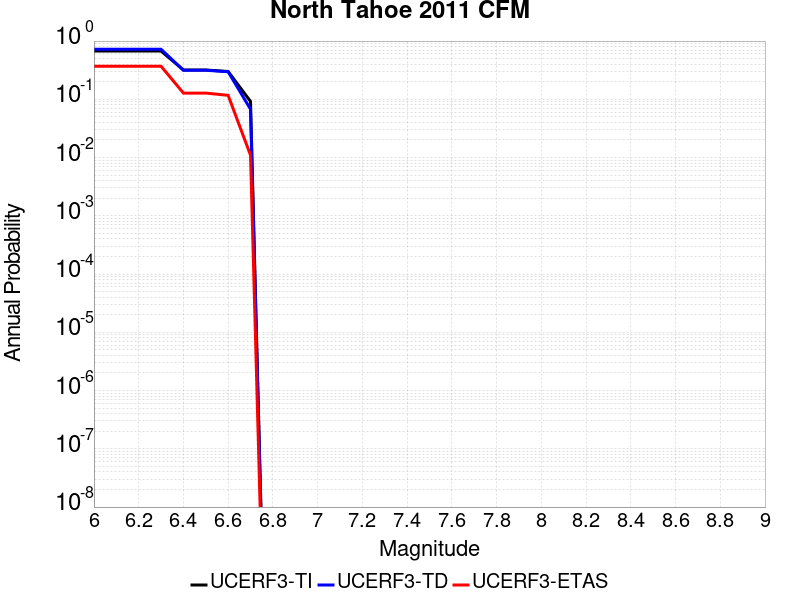 North Tahoe 2011 CFM
10^0
10^-1
10^-2
10^-3
10^-4
10^-5
10^-6
10^-7
10^-8
Annual Probability
6 6.2 6.4 6.6 6.8 7 7.2 7.4 7.6 7.8 8 8.2 8.4 8.6 8.8 9
Magnitude
UCERF3-TI UCERF3-TD UCERF3-ETAS